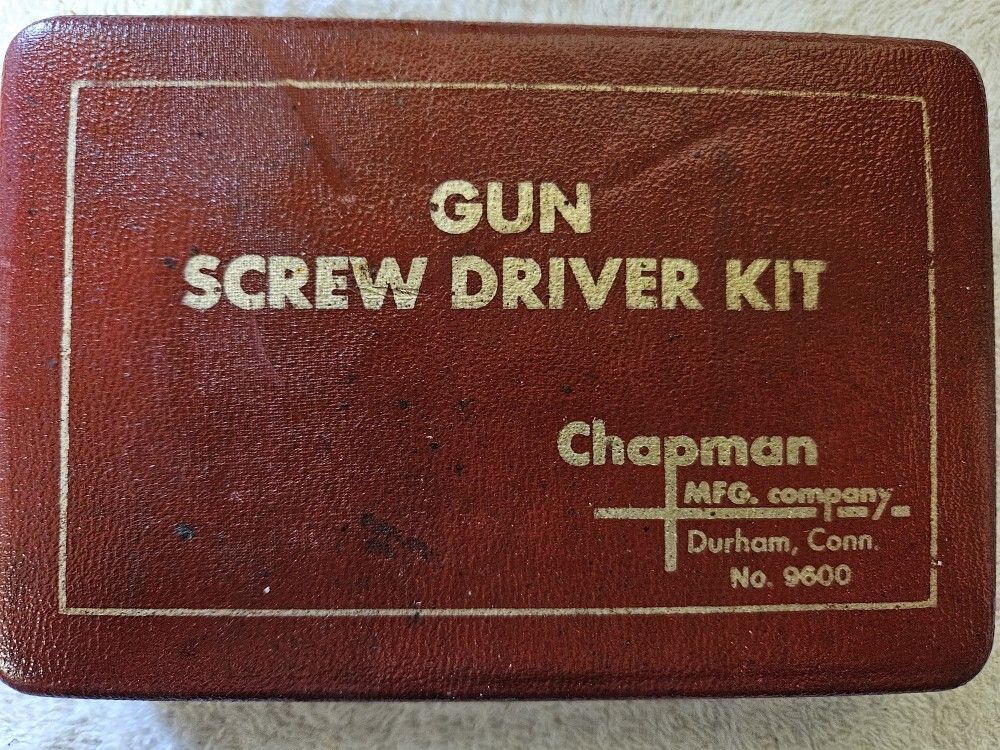 GUN
SCREW DRIVER KIT
Chapman
MFG. company
Durham, Conn.
No. 9600